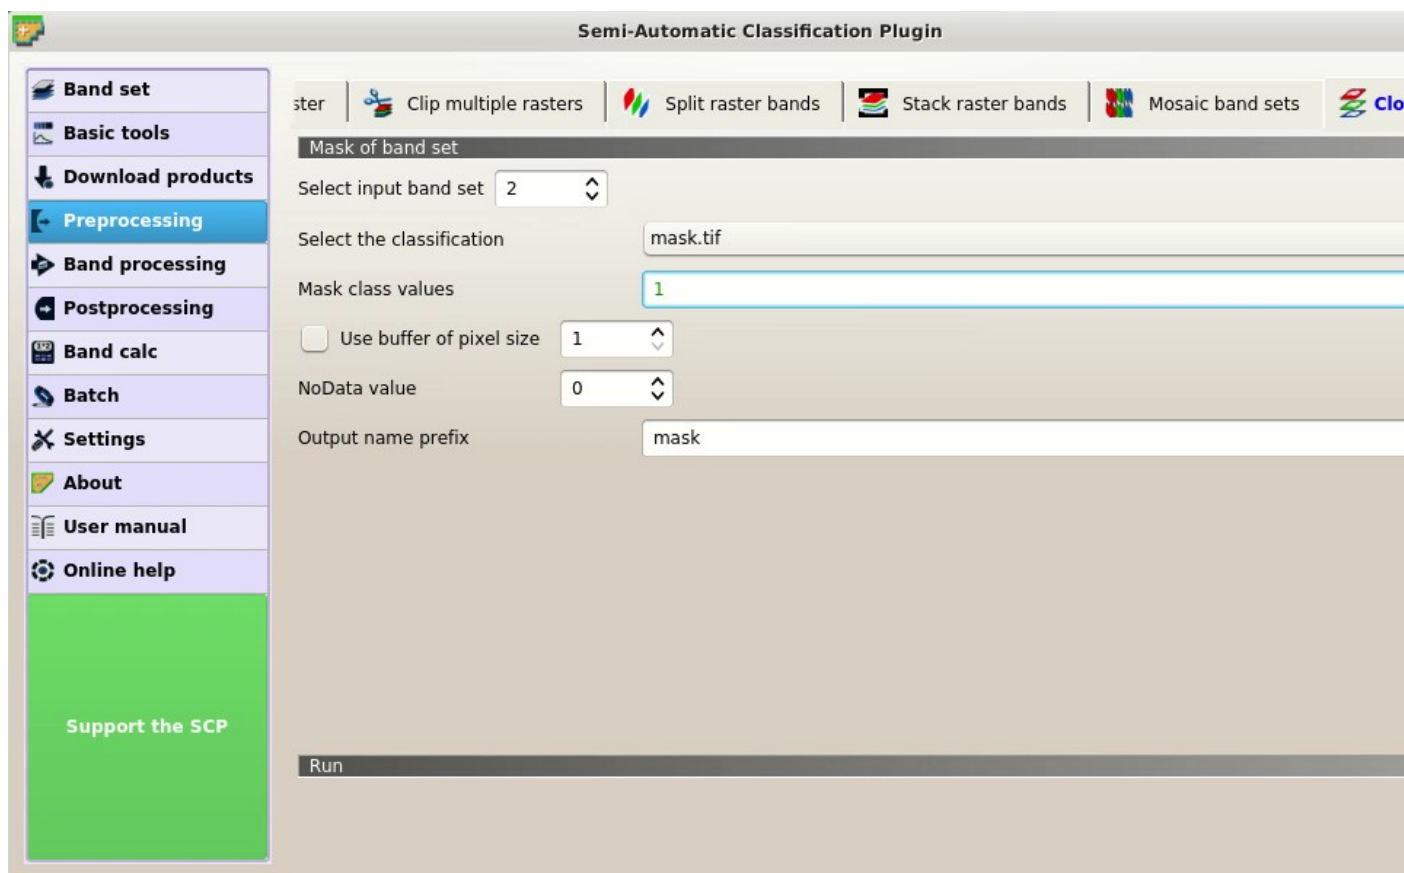 Semi-Automatic Classification Plugin
Band set
Basic tools
Download products
Preprocessing
Band processing
Postprocessing
Band calc
Batch
Settings
About
User manual
Online help
Support the SCP
ster Clip multiple rasters Split raster bands Stack raster bands Mosaic band sets Clo
Mask of band set
Select input band set 2
Select the classification mask.tif
Mask class values 1
Use buffer of pixel size 1
NoData value 0
Output name prefix mask
Run